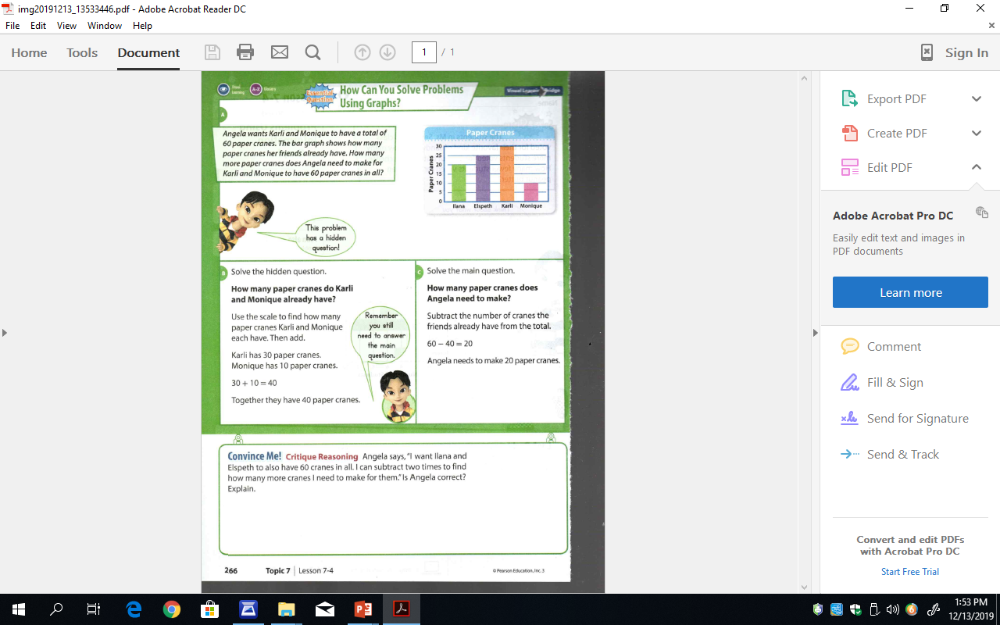 img20191213_13533446.pdf - Adobe Acrobat Reader DC
File Edit View Window Help
Home Tools Document 1 / 1 Sign In
Visual Learning A-Z Glossary
Essential Question
How Can You Solve Problems
Using Graphs?
Visual Learning Bridge
A
Angela wants Karli and Monique to have a total of
60 paper cranes. The bar graph shows how many
paper cranes her friends already have. How many
more paper cranes does Angela need to make for
Karli and Monique to have 60 paper cranes in all?
Paper Cranes
Paper Cranes
30
25
20
15
10
5
0
Ilana Elspeth Karli Monique
This problem
has a hidden
question!
B Solve the hidden question.
How many paper cranes do Karli
and Monique already have?
Use the scale to find how many
paper cranes Karli and Monique
each have. Then add.
Karli has 30 paper cranes.
Monique has 10 paper cranes.
30 + 10 = 40
Together they have 40 paper cranes.
Remember
you still
need to answer
the main
question.
C Solve the main question.
How many paper cranes does
Angela need to make?
Subtract the number of cranes the
friends already have from the total.
60 − 40 = 20
Angela needs to make 20 paper cranes.
Convince Me! Critique Reasoning Angela says, "I want Ilana and
Elspeth to also have 60 cranes in all. I can subtract two times to find
how many more cranes I need to make for them." Is Angela correct?
Explain.
266 Topic 7 | Lesson 7-4 © Pearson Education, Inc. 3
Export PDF
Create PDF
Edit PDF
Adobe Acrobat Pro DC
Easily edit text and images in
PDF documents
Learn more
Comment
Fill & Sign
Send for Signature
Send & Track
Convert and edit PDFs
with Acrobat Pro DC
Start Free Trial
1:53 PM
12/13/2019